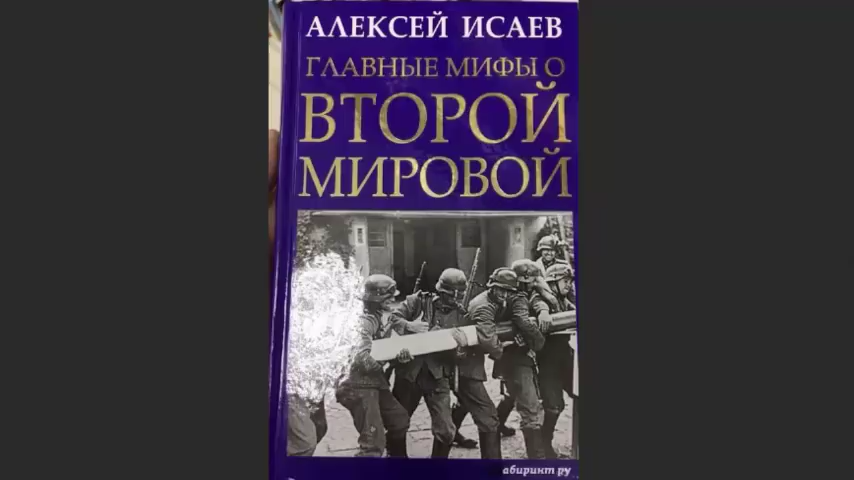 АЛЕКСЕЙ ИСАЕВ
ГЛАВНЫЕ МИФЫ О
ВТОРОЙ
МИРОВОЙ
абиринт.ру